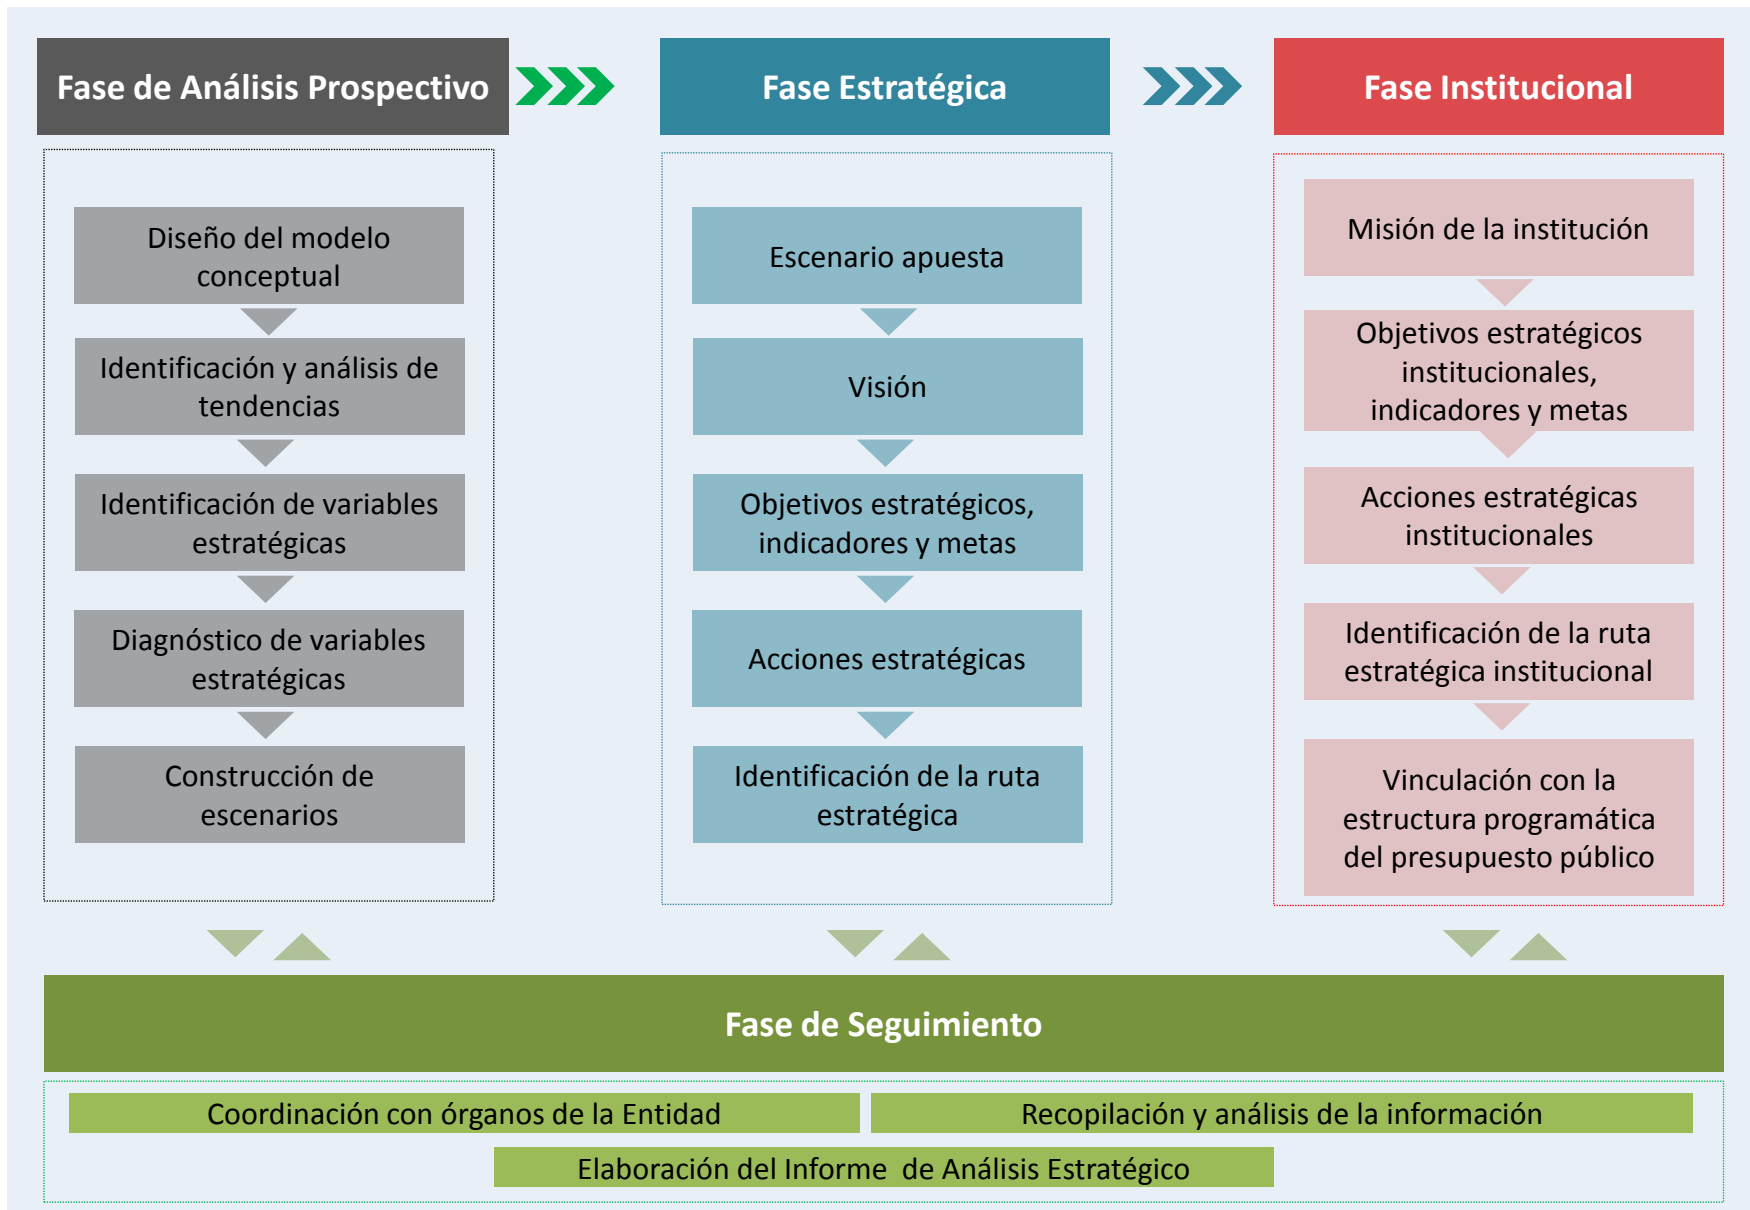 Fase de Análisis Prospectivo
Diseño del modelo
conceptual
Identificación y análisis de
tendencias
Identificación de variables
estratégicas
Diagnóstico de variables
estratégicas
Construcción de
escenarios
Fase Estratégica
Escenario apuesta
Visión
Objetivos estratégicos,
indicadores y metas
Acciones estratégicas
Identificación de la ruta
estratégica
Fase Institucional
Misión de la institución
Objetivos estratégicos
institucionales,
indicadores y metas
Acciones estratégicas
institucionales
Identificación de la ruta
estratégica institucional
Vinculación con la
estructura programática
del presupuesto público
Fase de Seguimiento
Coordinación con órganos de la Entidad
Recopilación y análisis de la información
Elaboración del Informe de Análisis Estratégico